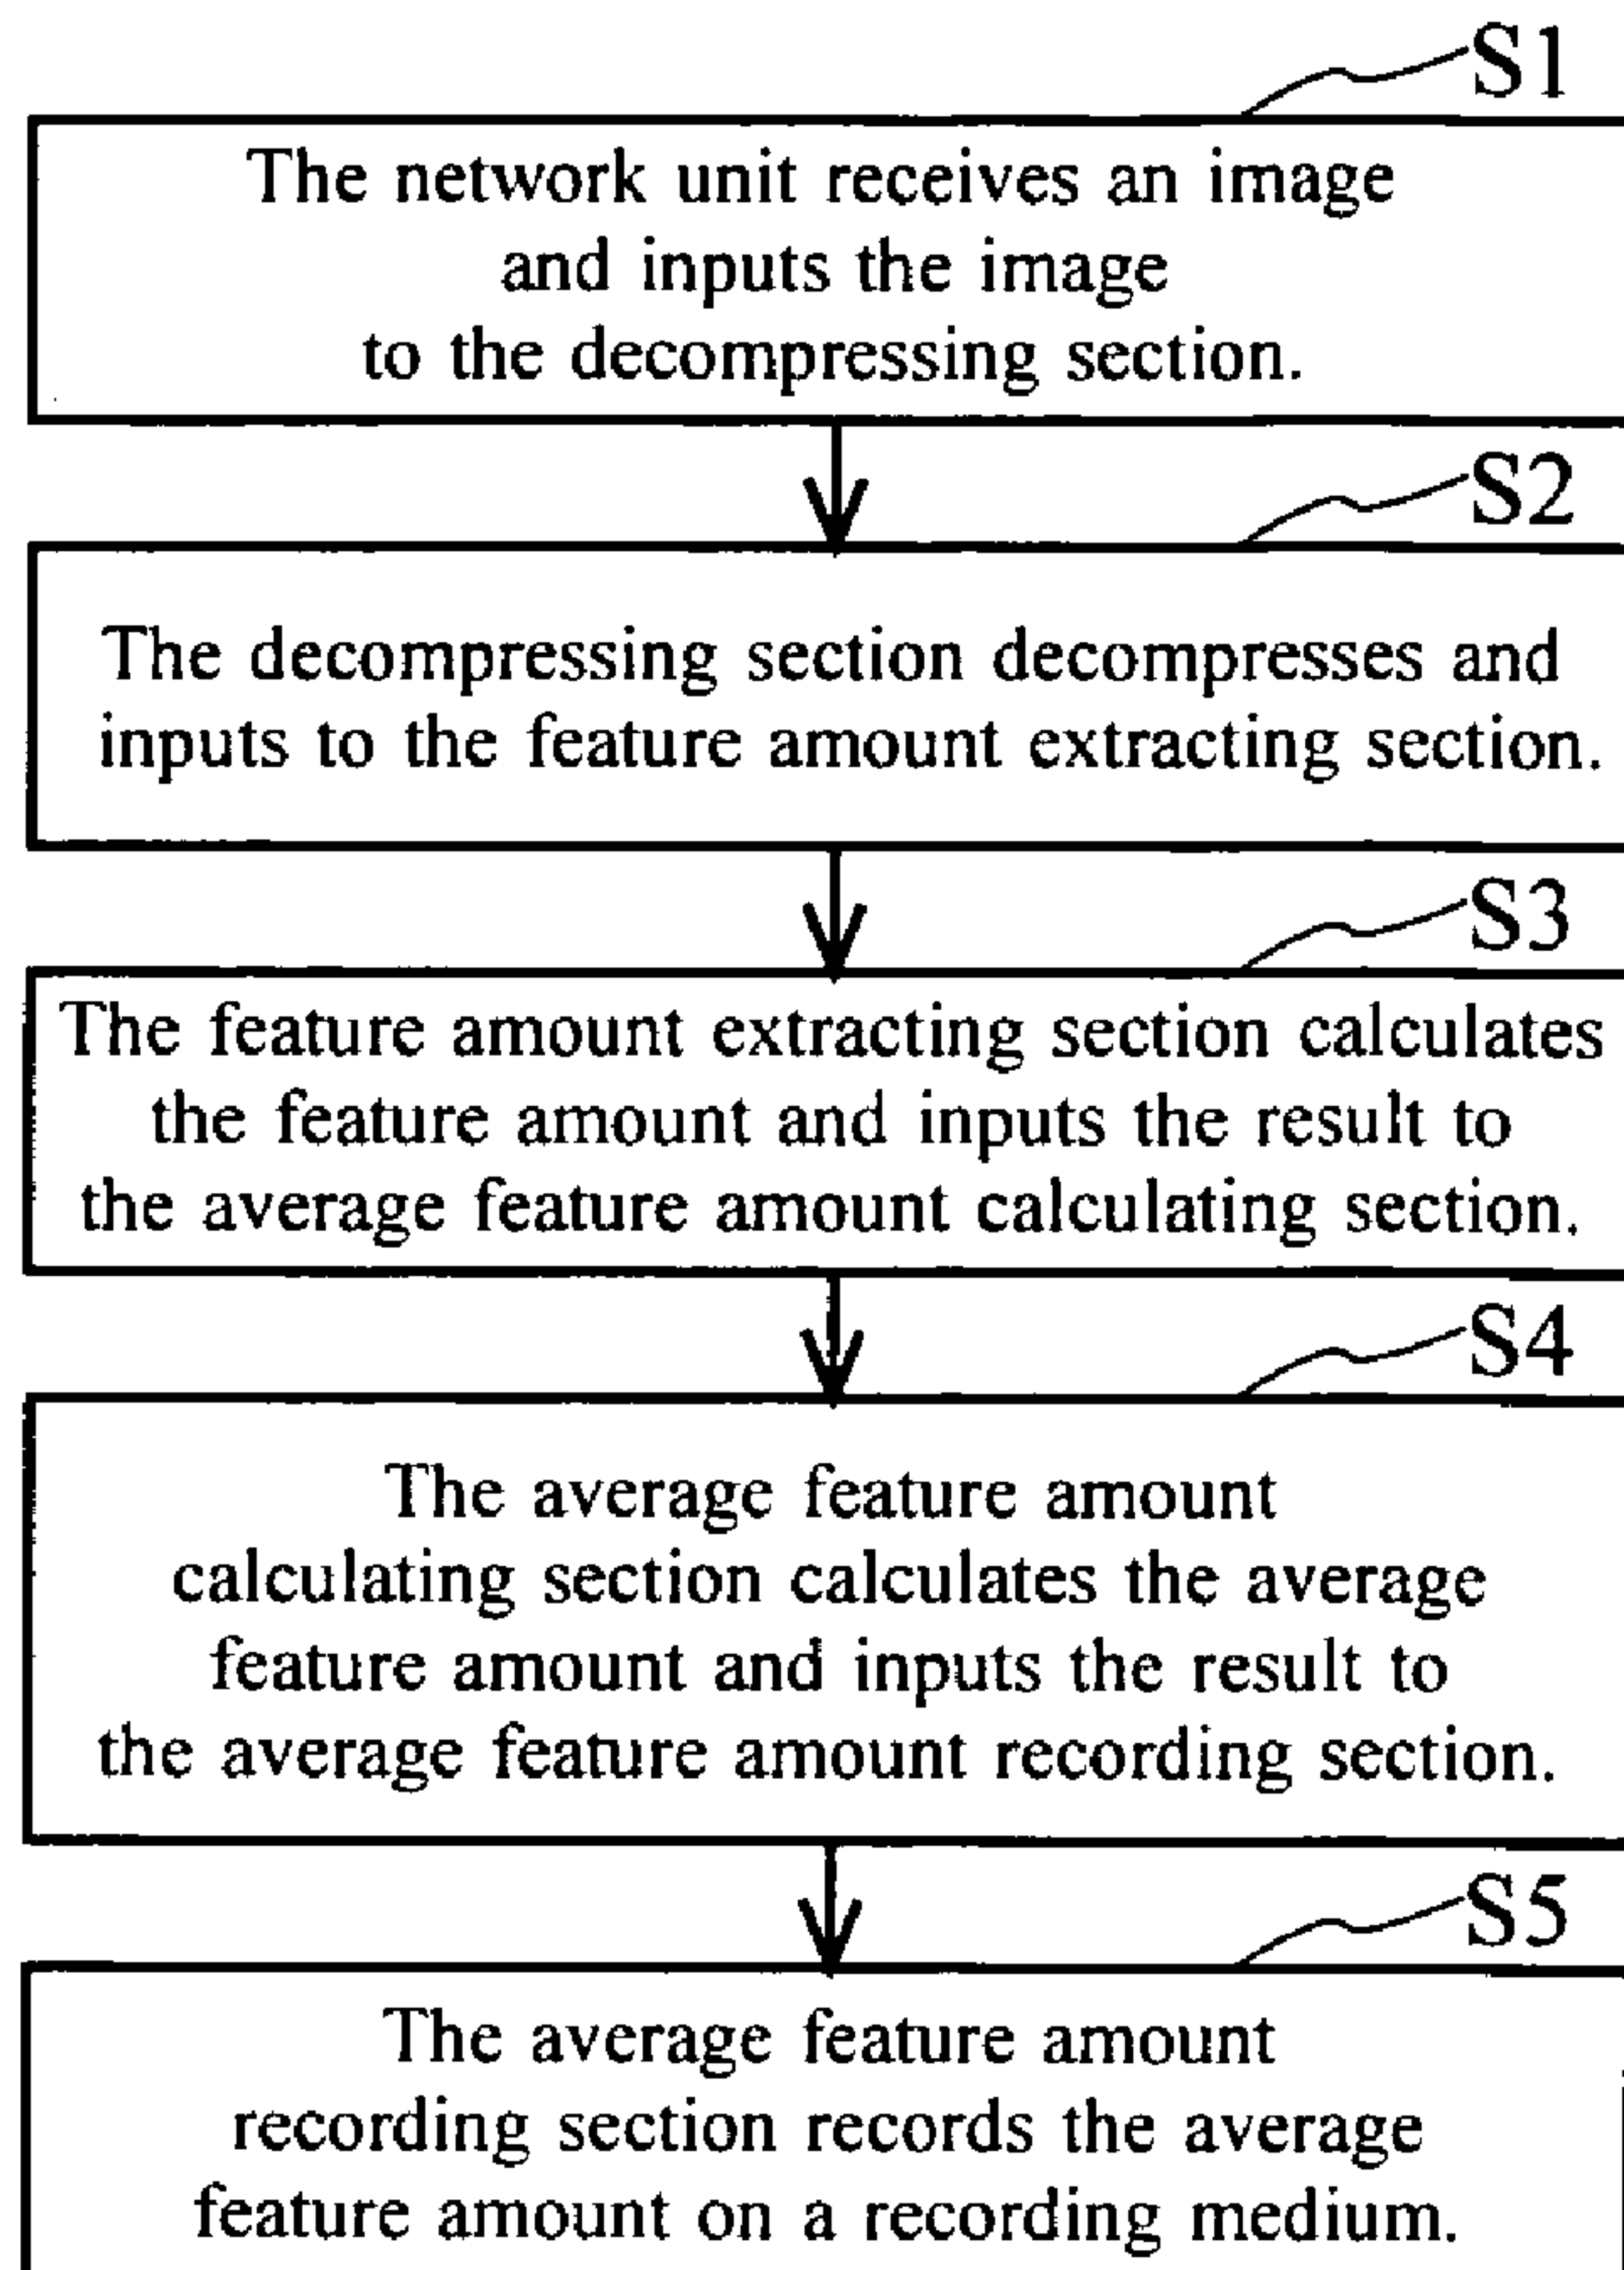 S1
The network unit receives an image
and inputs the image
to the decompressing section.
S2
The decompressing section decompresses and
inputs to the feature amount extracting section.
S3
The feature amount extracting section calculates
the feature amount and inputs the result to
the average feature amount calculating section.
S4
The average feature amount
calculating section calculates the average
feature amount and inputs the result to
the average feature amount recording section.
S5
The average feature amount
recording section records the average
feature amount on a recording medium.